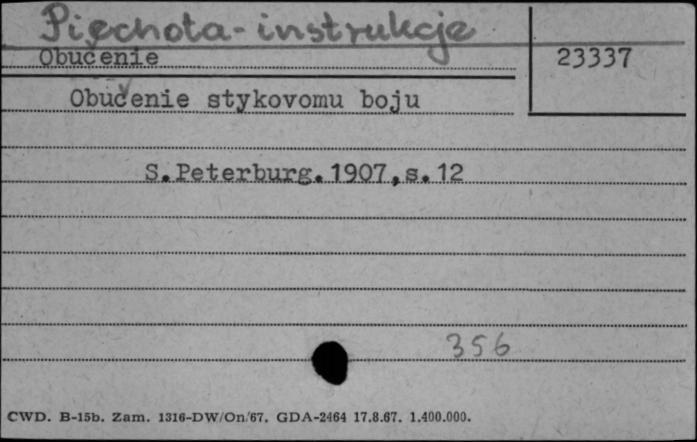 Piechota - instrukcje
Obučenie
23337
Obučenie stykovomu boju
S.Peterburg.1907,s.12
356
CWD. B-15b. Zam. 1316-DW/On/67. GDA-2464 17.8.67. 1.400.000.